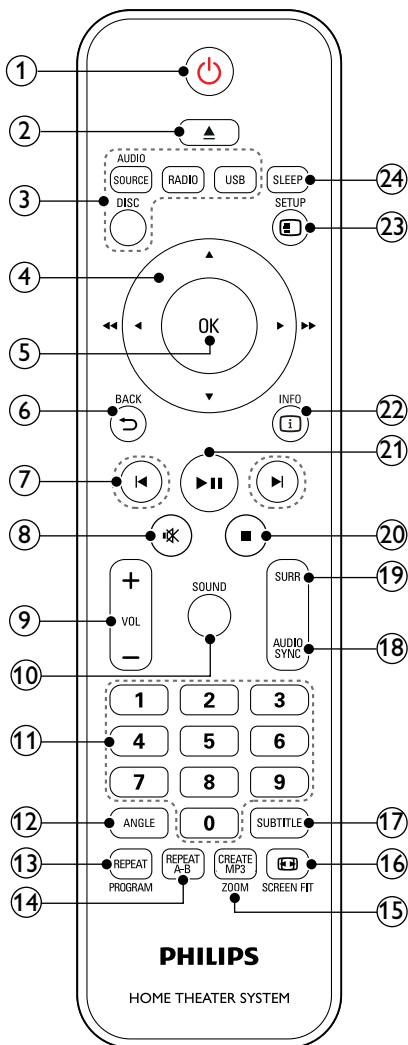 1
2
AUDIO
SOURCE RADIO USB SLEEP 24
3
DISC SETUP
23
4
OK
5
BACK INFO
6 22
21
7
8 20
+ SURR 19
SOUND
9 VOL
AUDIO
SYNC 18
−
10
1 2 3
11 4 5 6
7 8 9
12 ANGLE 0 SUBTITLE 17
13 REPEAT REPEAT
A-B CREATE
MP3 16
PROGRAM ZOOM SCREEN FIT
14 15
PHILIPS
HOME THEATER SYSTEM